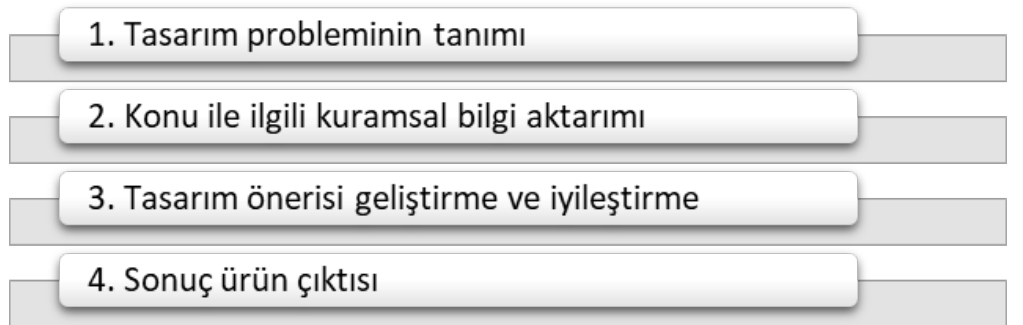 1. Tasarım probleminin tanımı
2. Konu ile ilgili kuramsal bilgi aktarımı
3. Tasarım önerisi geliştirme ve iyileştirme
4. Sonuç ürün çıktısı